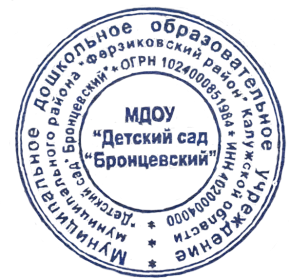 Муниципальное дошкольное образовательное учреждение
муниципального района "Ферзиковский район" Калужской области
"Детский сад "Бронцевский" * ОГРН 1024000851984 * ИНН 4020004000
МДОУ
"Детский сад
"Бронцевский"